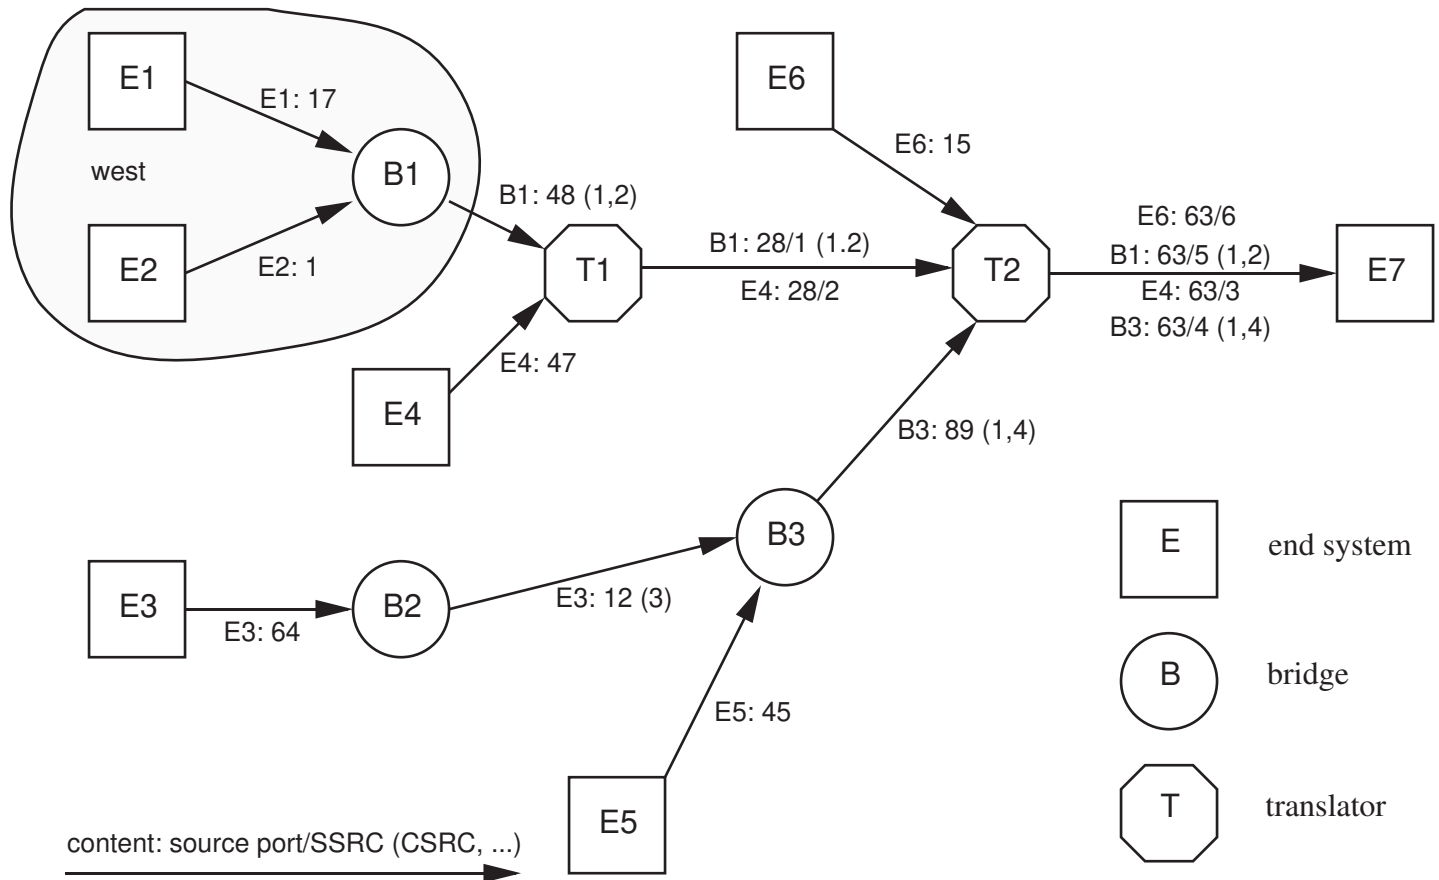 E1
E1: 17
west
B1
E2
E2: 1
B1: 48 (1,2)
T1
E4: 47
E4
B1: 28/1 (1.2)
E4: 28/2
E6
E6: 15
T2
E6: 63/6
B1: 63/5 (1,2)
E4: 63/3
B3: 63/4 (1,4)
E7
B3: 89 (1,4)
B3
E3
E3: 64
B2
E3: 12 (3)
E5: 45
E5
E
end system
B
bridge
T
translator
content: source port/SSRC (CSRC, ...)